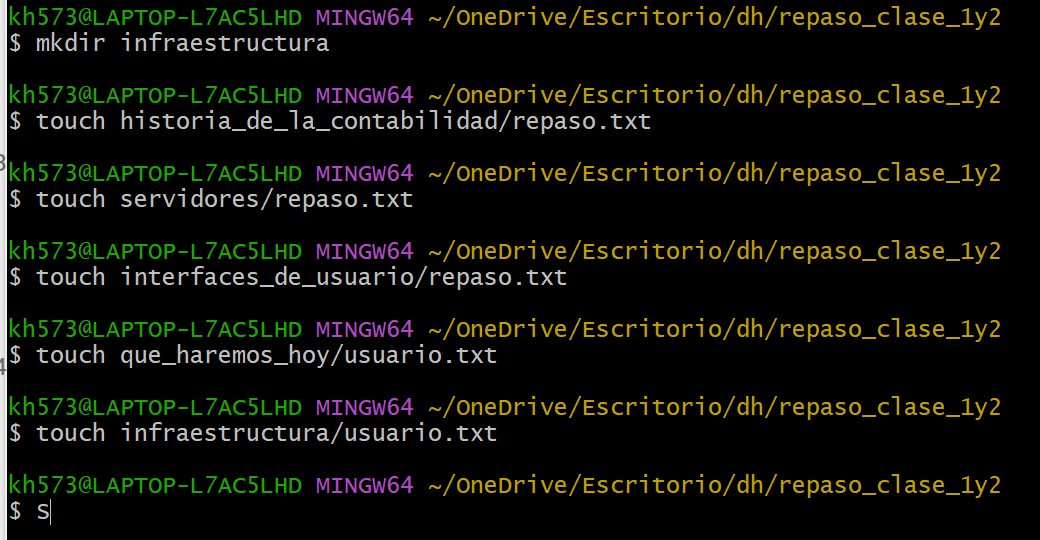 kh573@LAPTOP-L7AC5LHD MINGW64 ~/OneDrive/Escritorio/dh/repaso_clase_1y2
$ mkdir infraestructura
kh573@LAPTOP-L7AC5LHD MINGW64 ~/OneDrive/Escritorio/dh/repaso_clase_1y2
$ touch historia_de_la_contabilidad/repaso.txt
kh573@LAPTOP-L7AC5LHD MINGW64 ~/OneDrive/Escritorio/dh/repaso_clase_1y2
$ touch servidores/repaso.txt
kh573@LAPTOP-L7AC5LHD MINGW64 ~/OneDrive/Escritorio/dh/repaso_clase_1y2
$ touch interfaces_de_usuario/repaso.txt
kh573@LAPTOP-L7AC5LHD MINGW64 ~/OneDrive/Escritorio/dh/repaso_clase_1y2
$ touch que_haremos_hoy/usuario.txt
kh573@LAPTOP-L7AC5LHD MINGW64 ~/OneDrive/Escritorio/dh/repaso_clase_1y2
$ touch infraestructura/usuario.txt
kh573@LAPTOP-L7AC5LHD MINGW64 ~/OneDrive/Escritorio/dh/repaso_clase_1y2
$ S